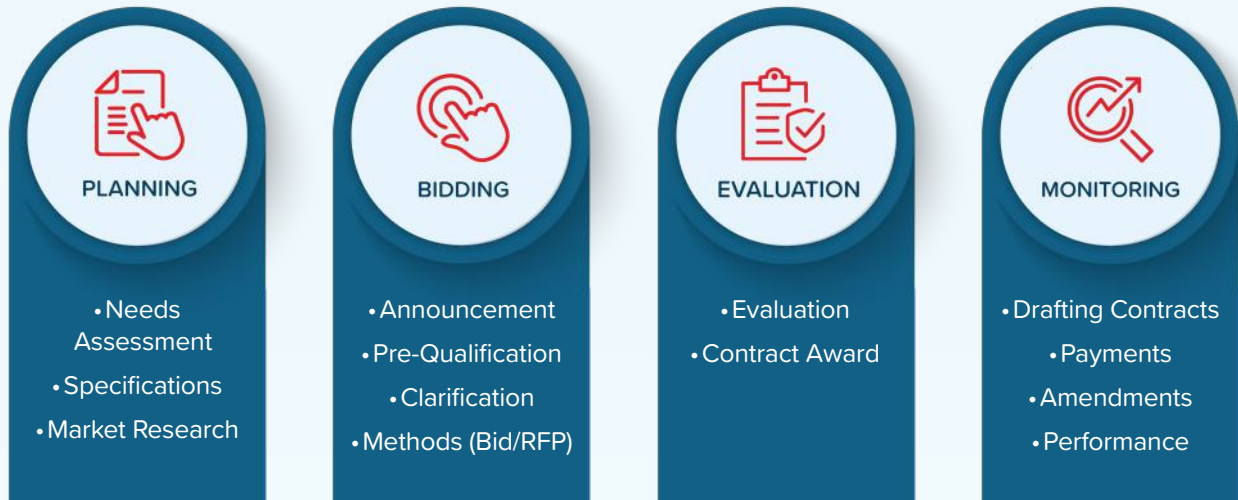 PLANNING
•Needs
Assessment
•Specifications
•Market Research
BIDDING
•Announcement
•Pre-Qualification
•Clarification
•Methods (Bid/RFP)
EVALUATION
•Evaluation
•Contract Award
MONITORING
•Drafting Contracts
•Payments
•Amendments
•Performance